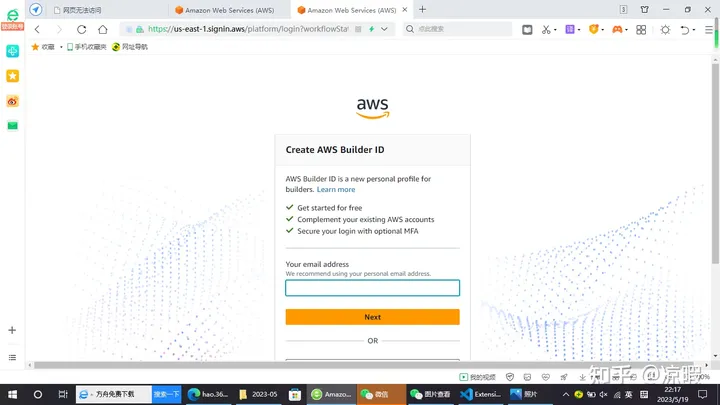 网页无法访问
Amazon Web Services (AWS)
Amazon Web Services (AWS)
登录账号
https://us-east-1.signin.aws/platform/login?workflowSta
点此搜索
收藏
手机收藏夹
网址导航
aws
Create AWS Builder ID
AWS Builder ID is a new personal profile for
builders. Learn more
Get started for free
Complement your existing AWS accounts
Secure your login with optional MFA
Your email address
We recommend using your personal email address.
Next
OR
我的视频
知乎 @凉暇
方舟免费下载
搜索一下
hao.36...
2023-05
Amazo...
微信
图片查看
Extensi...
照片
英
22:17
2023/5/19